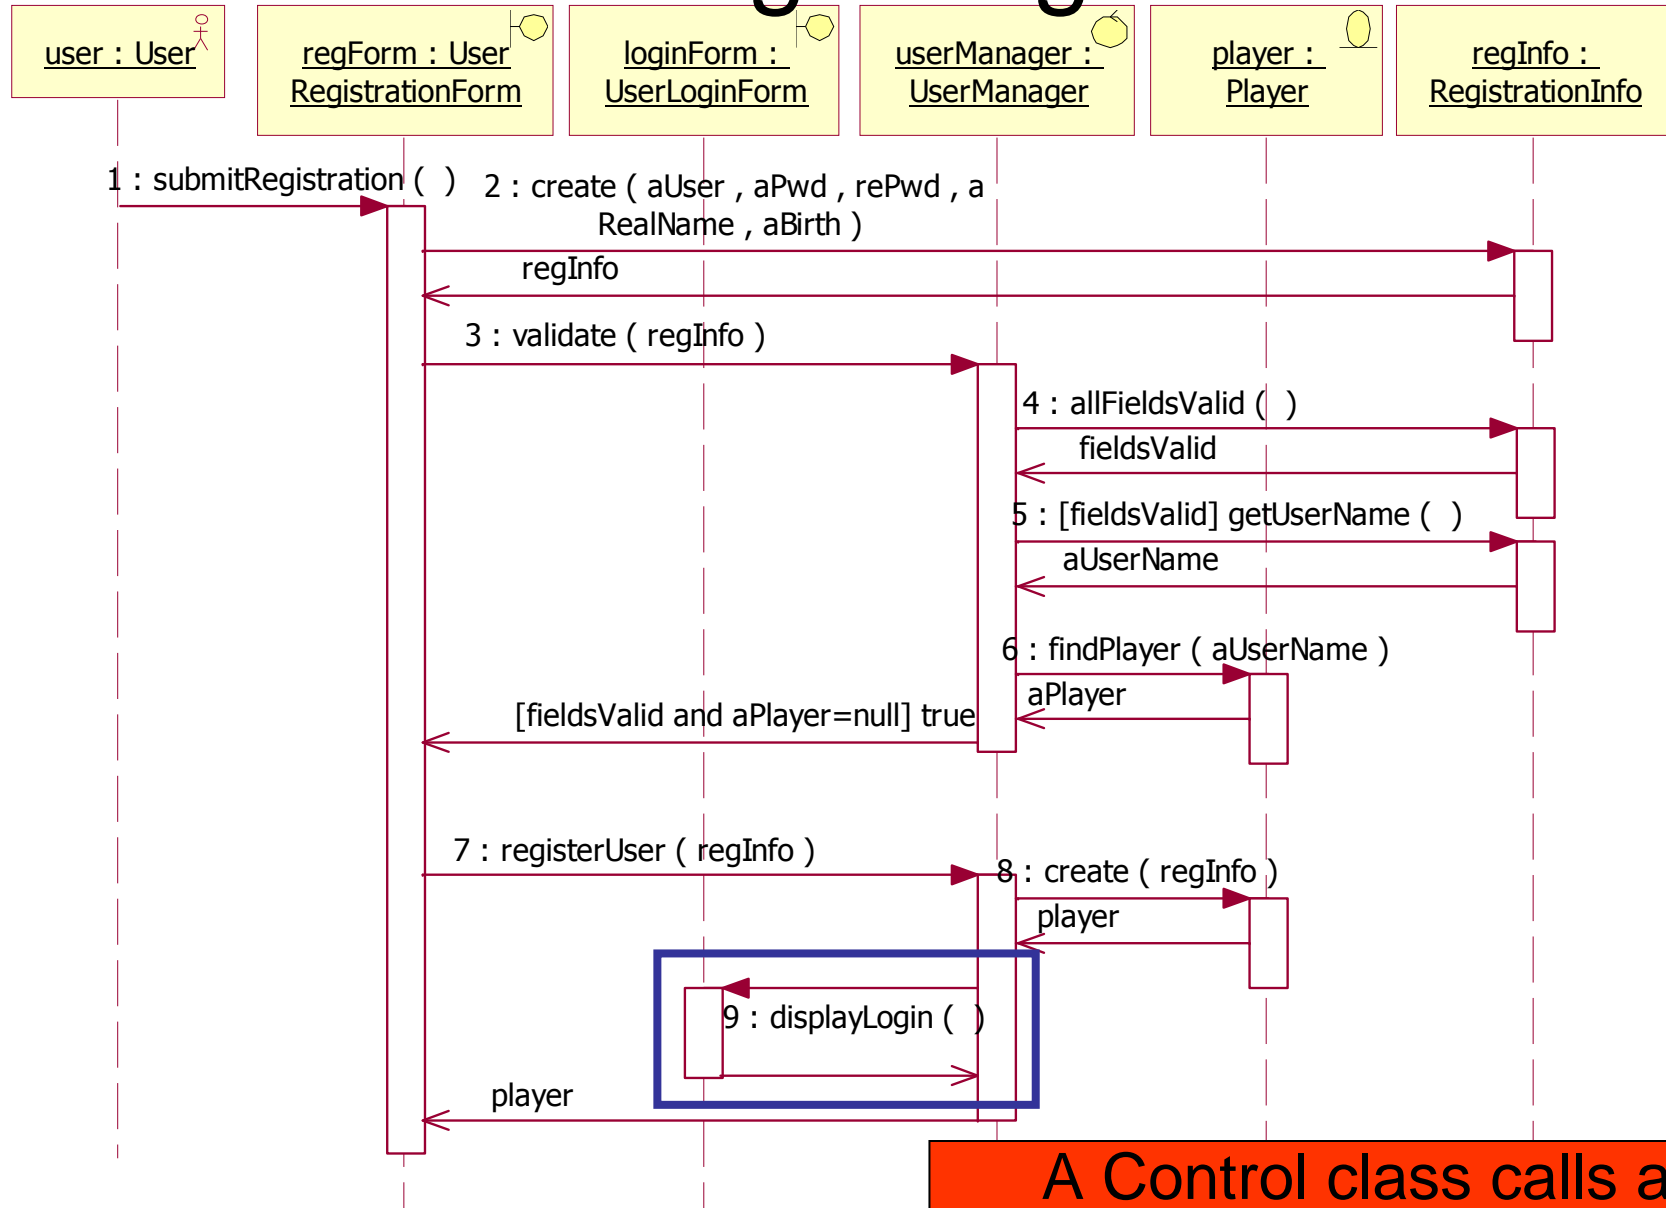 user : User
regForm : User
RegistrationForm
loginForm :
UserLoginForm
userManager :
UserManager
player :
Player
regInfo :
RegistrationInfo
1 : submitRegistration (  )
2 : create ( aUser , aPwd , rePwd , a
RealName , aBirth )
regInfo
3 : validate ( regInfo )
4 : allFieldsValid (  )
fieldsValid
5 : [fieldsValid] getUserName (  )
aUserName
6 : findPlayer ( aUserName )
aPlayer
[fieldsValid and aPlayer=null] true
7 : registerUser ( regInfo )
8 : create ( regInfo )
player
9 : displayLogin (  )
player
A Control class calls a